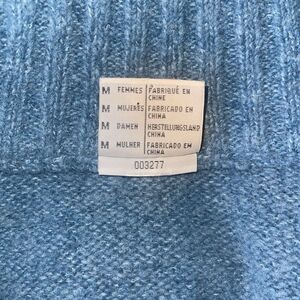 M FEMMES FABRIQUÉ EN
CHINE
M MUJERES FABRICADO EN
CHINA
M DAMEN HERSTELLUNGSLAND
CHINA
M MULHER FABRICADO EM
CHINA
003277